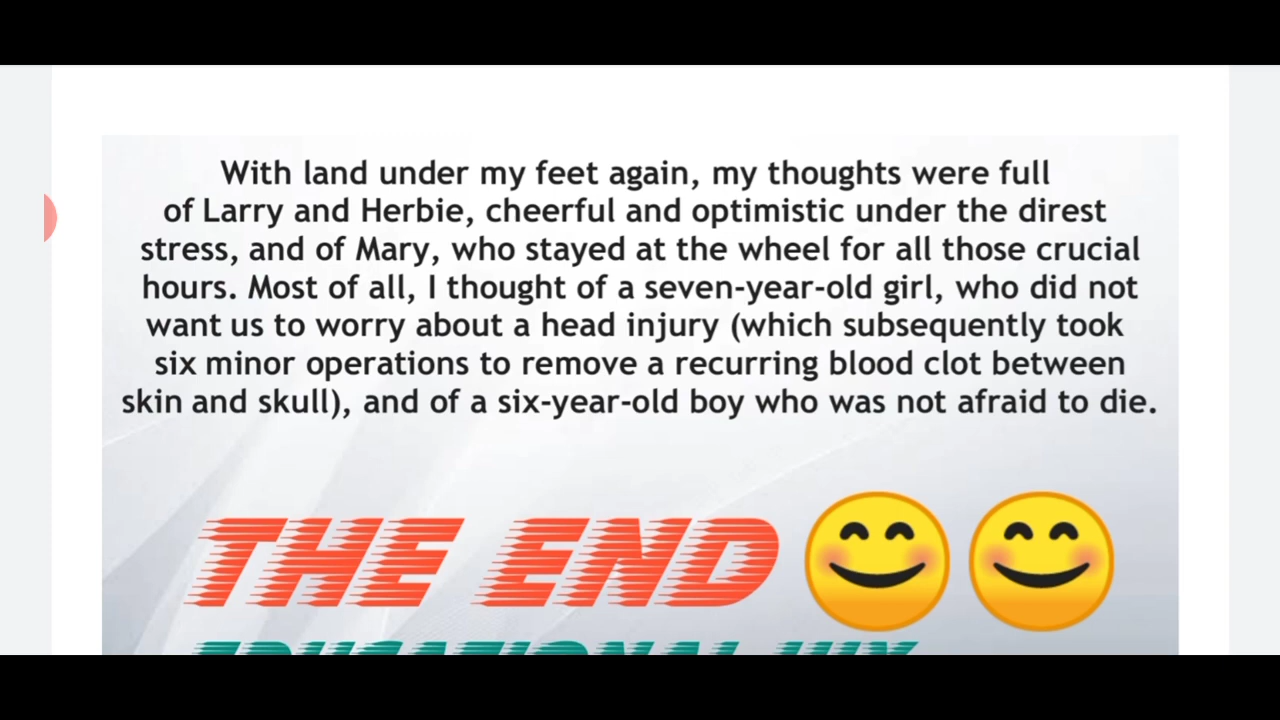 With land under my feet again, my thoughts were full
of Larry and Herbie, cheerful and optimistic under the direst
stress, and of Mary, who stayed at the wheel for all those crucial
hours. Most of all, I thought of a seven-year-old girl, who did not
want us to worry about a head injury (which subsequently took
six minor operations to remove a recurring blood clot between
skin and skull), and of a six-year-old boy who was not afraid to die.
THE END
EDUCATIONAL